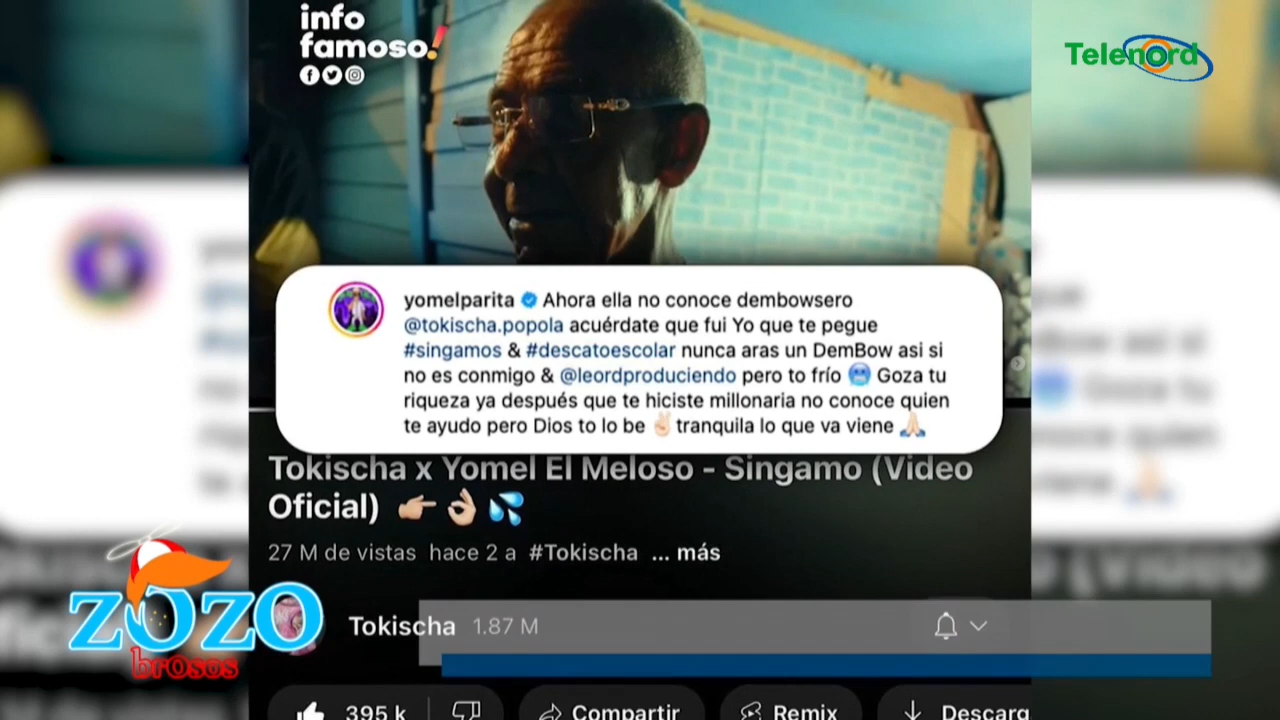 info
famoso!
Telenord
yomelparita Ahora ella no conoce dembowsero
@tokischa.popola acuérdate que fui Yo que te pegue
#singamos & #descatoescolar nunca aras un DemBow asi si
no es conmigo & @leordproduciendo pero to frío 🥶 Goza tu
riqueza ya después que te hiciste millonaria no conoce quien
te ayudo pero Dios to lo be ✌🏻 tranquila lo que va viene 🙏🏻
Tokischa x Yomel El Meloso - Singamo (Video
Oficial) 👉🏼👌🏼💦
27 M de vistas hace 2 a #Tokischa ... más
ZOZO
brosos
Tokischa 1.87 M
395 k Compartir Remix Descarg